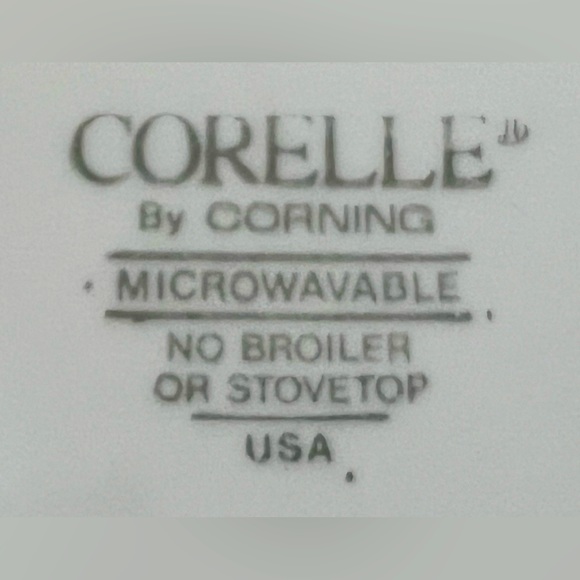 CORELLE
By CORNING
MICROWAVABLE
NO BROILER
OR STOVETOP
USA